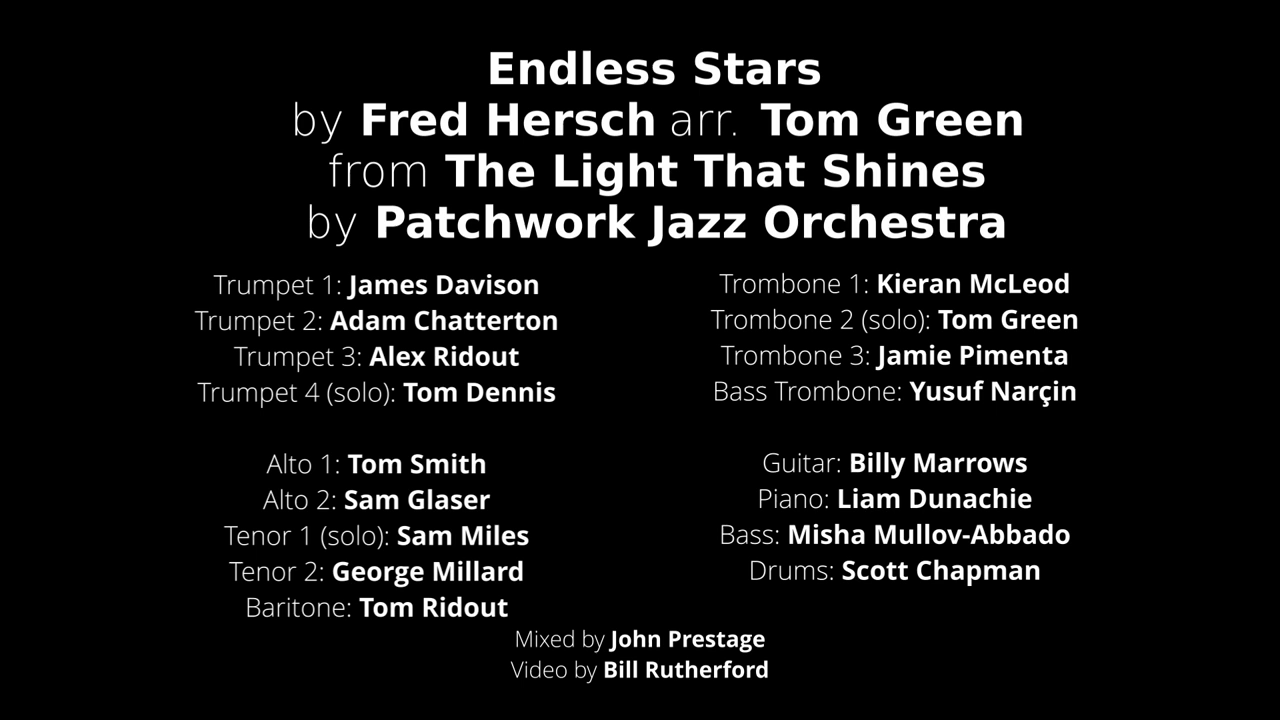 Endless Stars
by Fred Hersch arr. Tom Green
from The Light That Shines
by Patchwork Jazz Orchestra
Trumpet 1: James Davison
Trumpet 2: Adam Chatterton
Trumpet 3: Alex Ridout
Trumpet 4 (solo): Tom Dennis
Trombone 1: Kieran McLeod
Trombone 2 (solo): Tom Green
Trombone 3: Jamie Pimenta
Bass Trombone: Yusuf Narçin
Alto 1: Tom Smith
Alto 2: Sam Glaser
Tenor 1 (solo): Sam Miles
Tenor 2: George Millard
Baritone: Tom Ridout
Guitar: Billy Marrows
Piano: Liam Dunachie
Bass: Misha Mullov-Abbado
Drums: Scott Chapman
Mixed by John Prestage
Video by Bill Rutherford